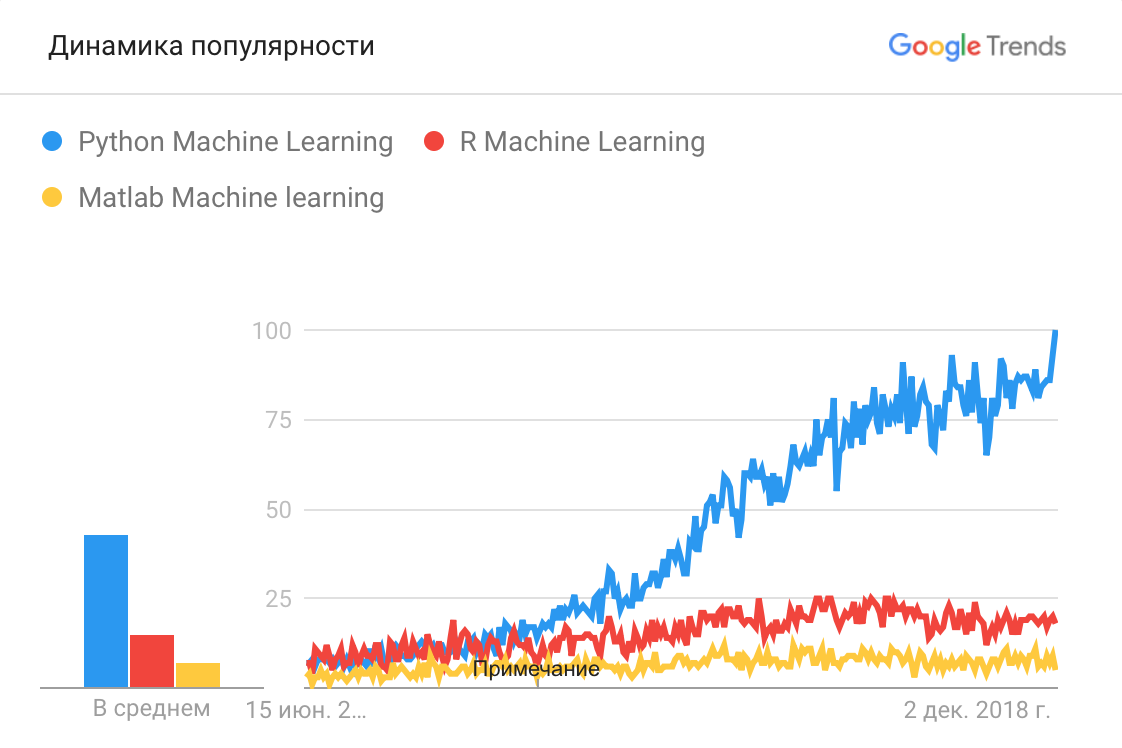 Динамика популярности
Google Trends
Python Machine Learning
R Machine Learning
Matlab Machine learning
100
75
50
25
Примечание
В среднем
15 июн. 2...
2 дек. 2018 г.